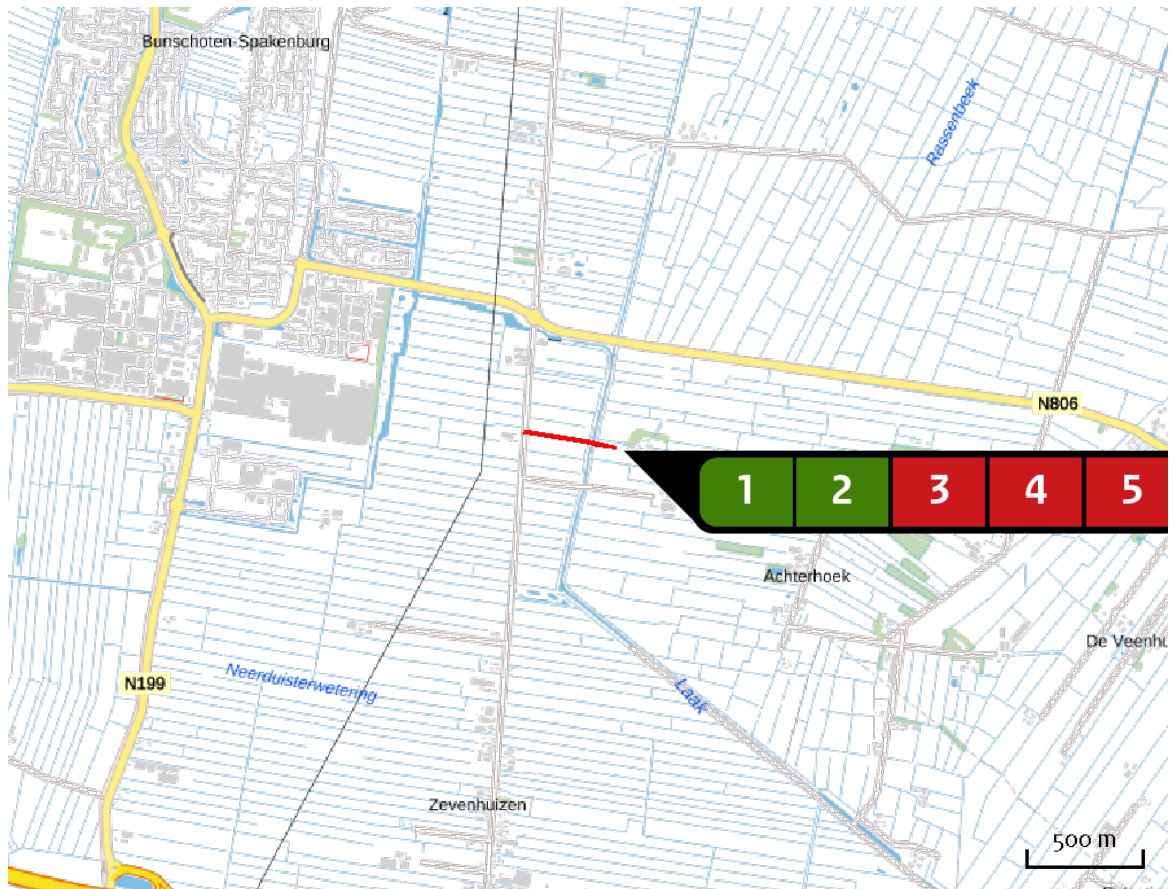 Bunschoten-Spakenburg
Rassenbeek
N806
1 2 3 4 5
Achterhoek
De Veenhu
N199
Neerduisterwetering
Laak
Zevenhuizen
500 m